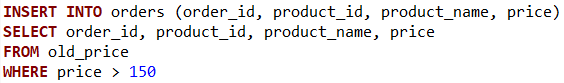 INSERT INTO orders (order_id, product_id, product_name, price)
SELECT order_id, product_id, product_name, price
FROM old_price
WHERE price > 150